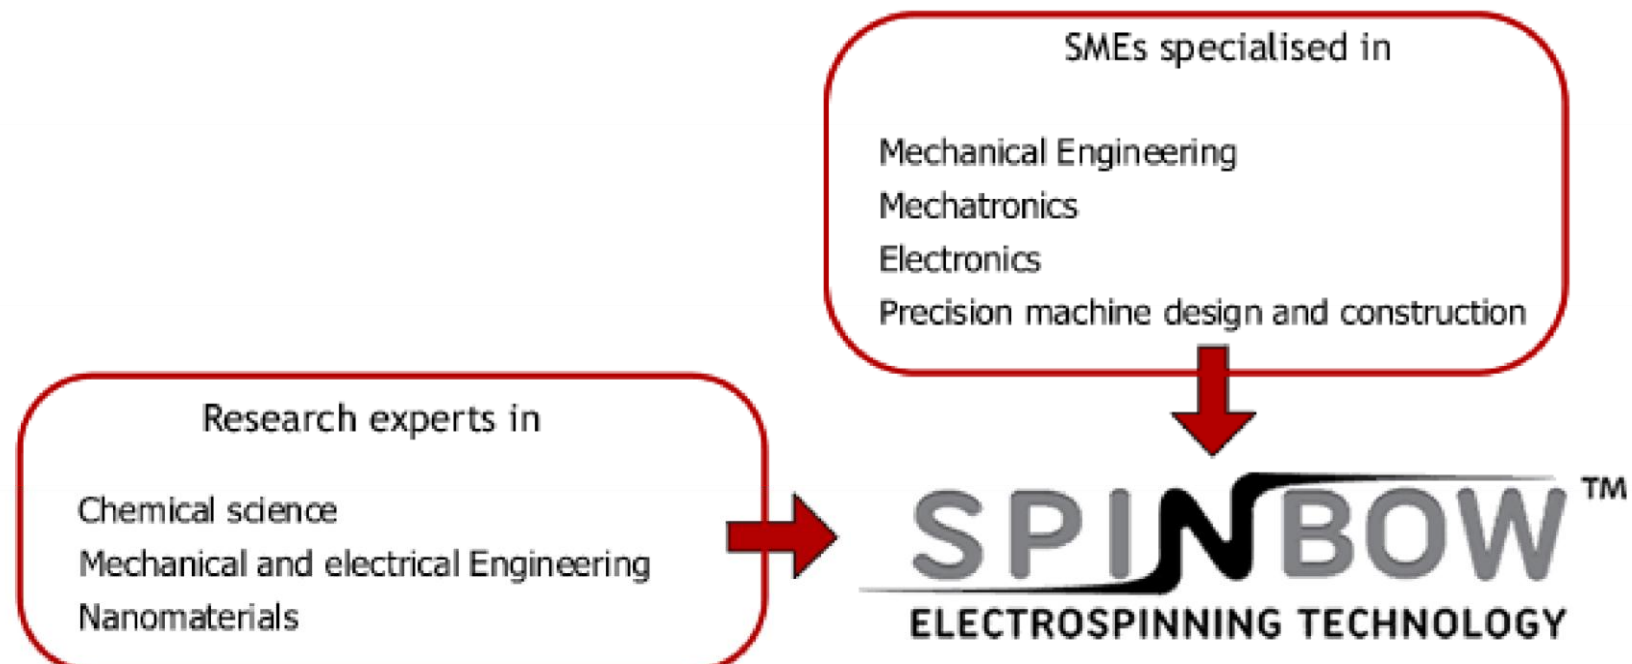 SMEs specialised in
Mechanical Engineering
Mechatronics
Electronics
Precision machine design and construction
Research experts in
Chemical science
Mechanical and electrical Engineering
Nanomaterials
SPINBOW™
ELECTROSPINNING TECHNOLOGY